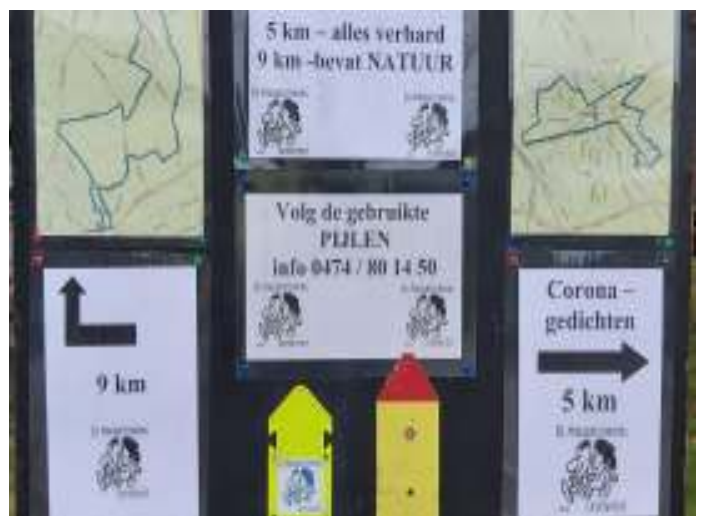 5 km – alles verhard
9 km -bevat NATUUR
Volg de gebruikte
PIJLEN
info 0474 / 80 14 50
9 km
Corona –
gedichten
5 km